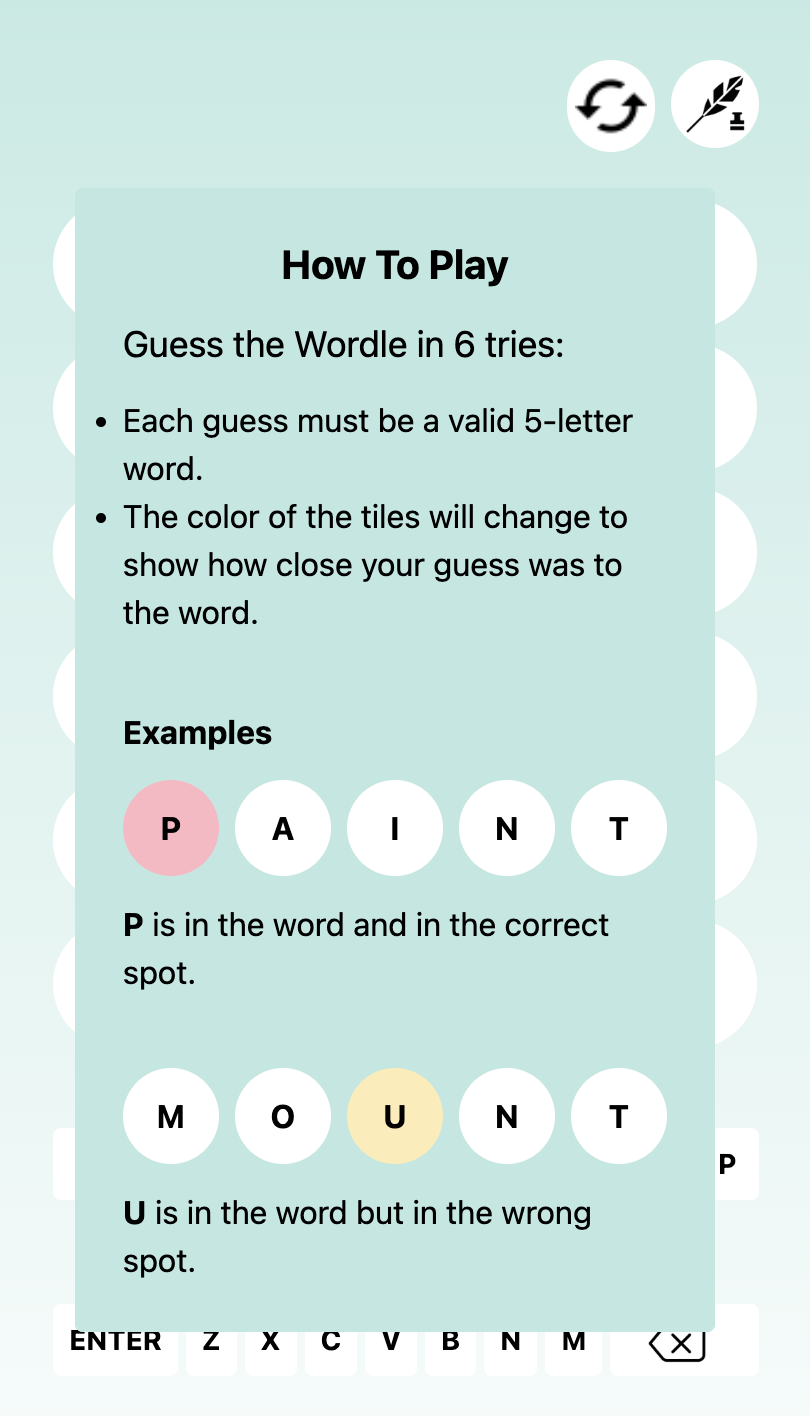 How To Play
Guess the Wordle in 6 tries:
• Each guess must be a valid 5-letter
word.
• The color of the tiles will change to
show how close your guess was to
the word.
Examples
P A I N T
P is in the word and in the correct
spot.
M O U N T
P
U is in the word but in the wrong
spot.
ENTER Z X C V B N M